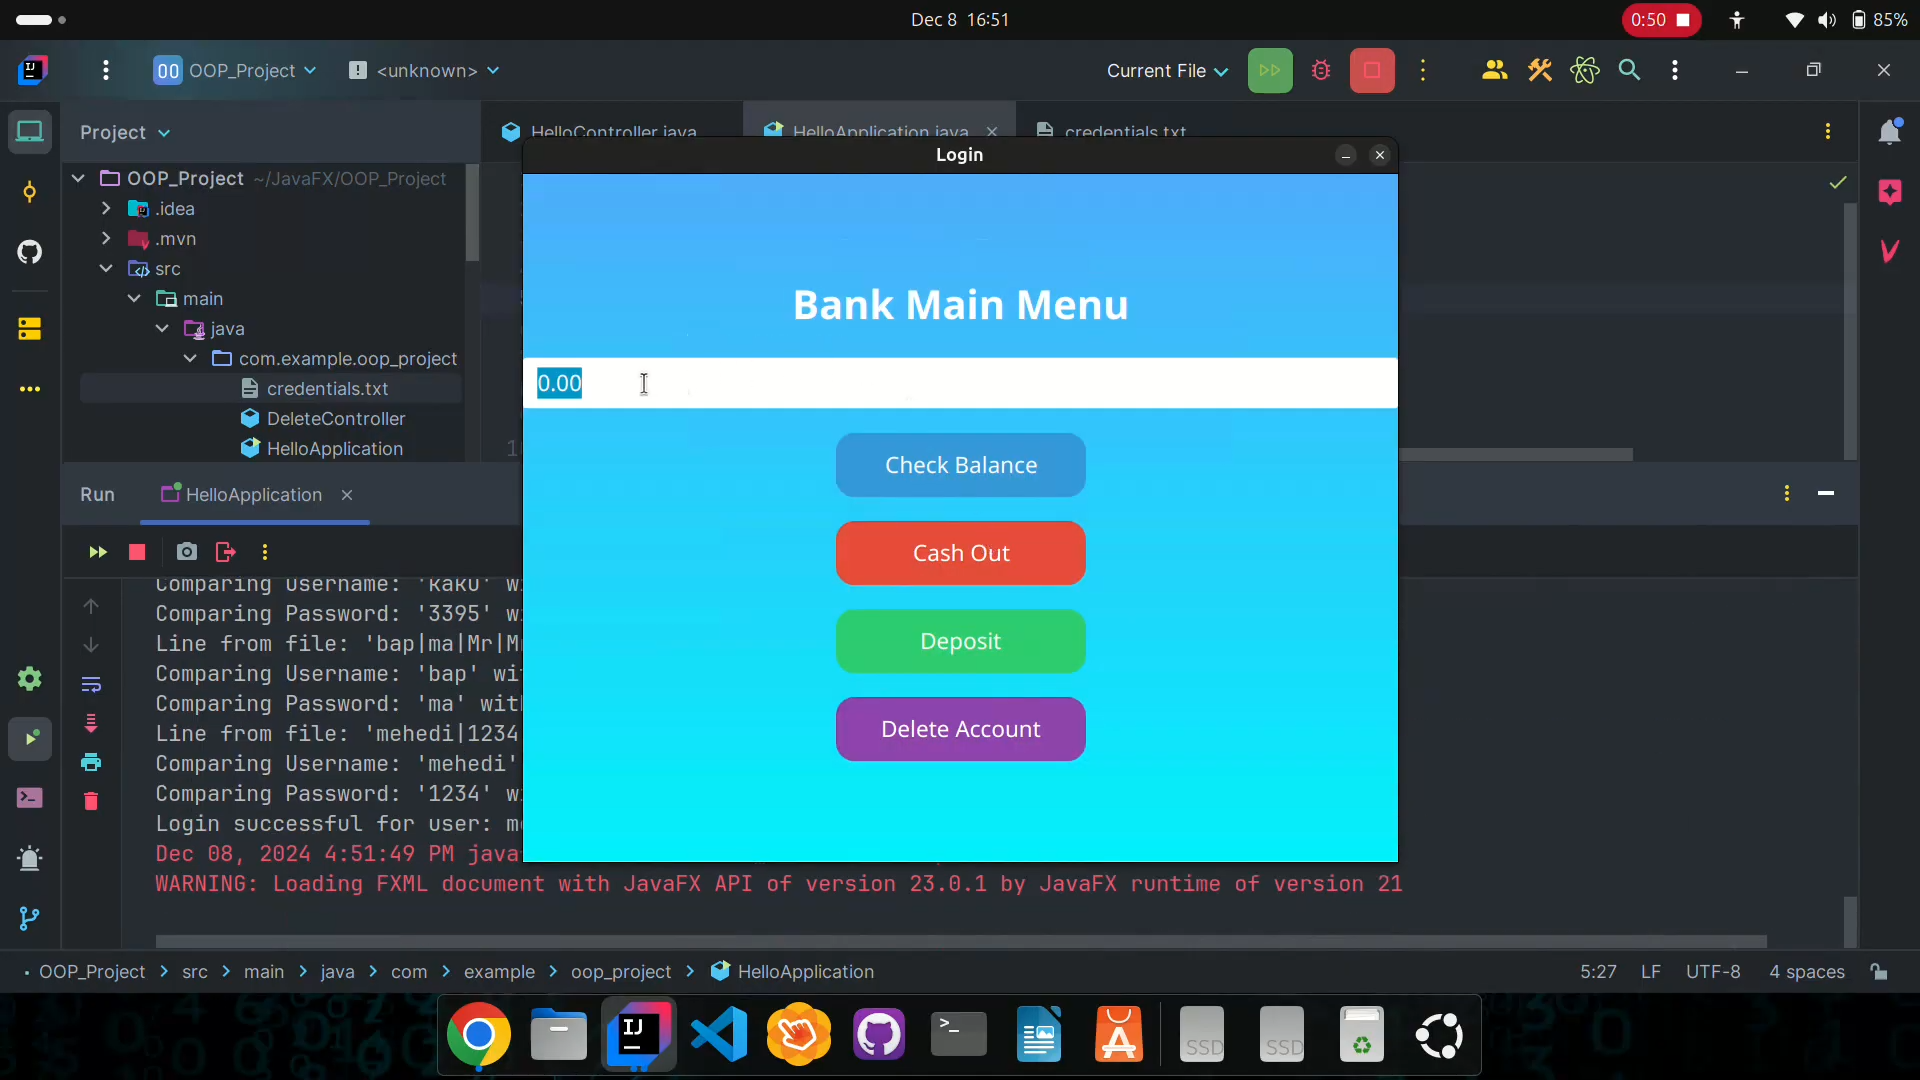 Dec 8 16:51
0:50
85%
OOP_Project
<unknown>
Current File
Project
HelloController.java
HelloApplication.java
credentials.txt
Login
OOP_Project ~/JavaFX/OOP_Project
.idea
.mvn
src
main
java
com.example.oop_project
credentials.txt
DeleteController
HelloApplication
Bank Main Menu
0.00
Check Balance
Cash Out
Deposit
Delete Account
Run
HelloApplication
Comparing Username: 'kaku'
Comparing Password: '3395'
Line from file: 'bap|ma|Mr|
Comparing Username: 'bap' wi
Comparing Password: 'ma' with
Line from file: 'mehedi|1234
Comparing Username: 'mehedi'
Comparing Password: '1234'
Login successful for user:
Dec 08, 2024 4:51:49 PM java
WARNING: Loading FXML document with JavaFX API of version 23.0.1 by JavaFX runtime of version 21
OOP_Project > src > main > java > com > example > oop_project > HelloApplication
5:27 LF UTF-8 4 spaces
SSD
SSD